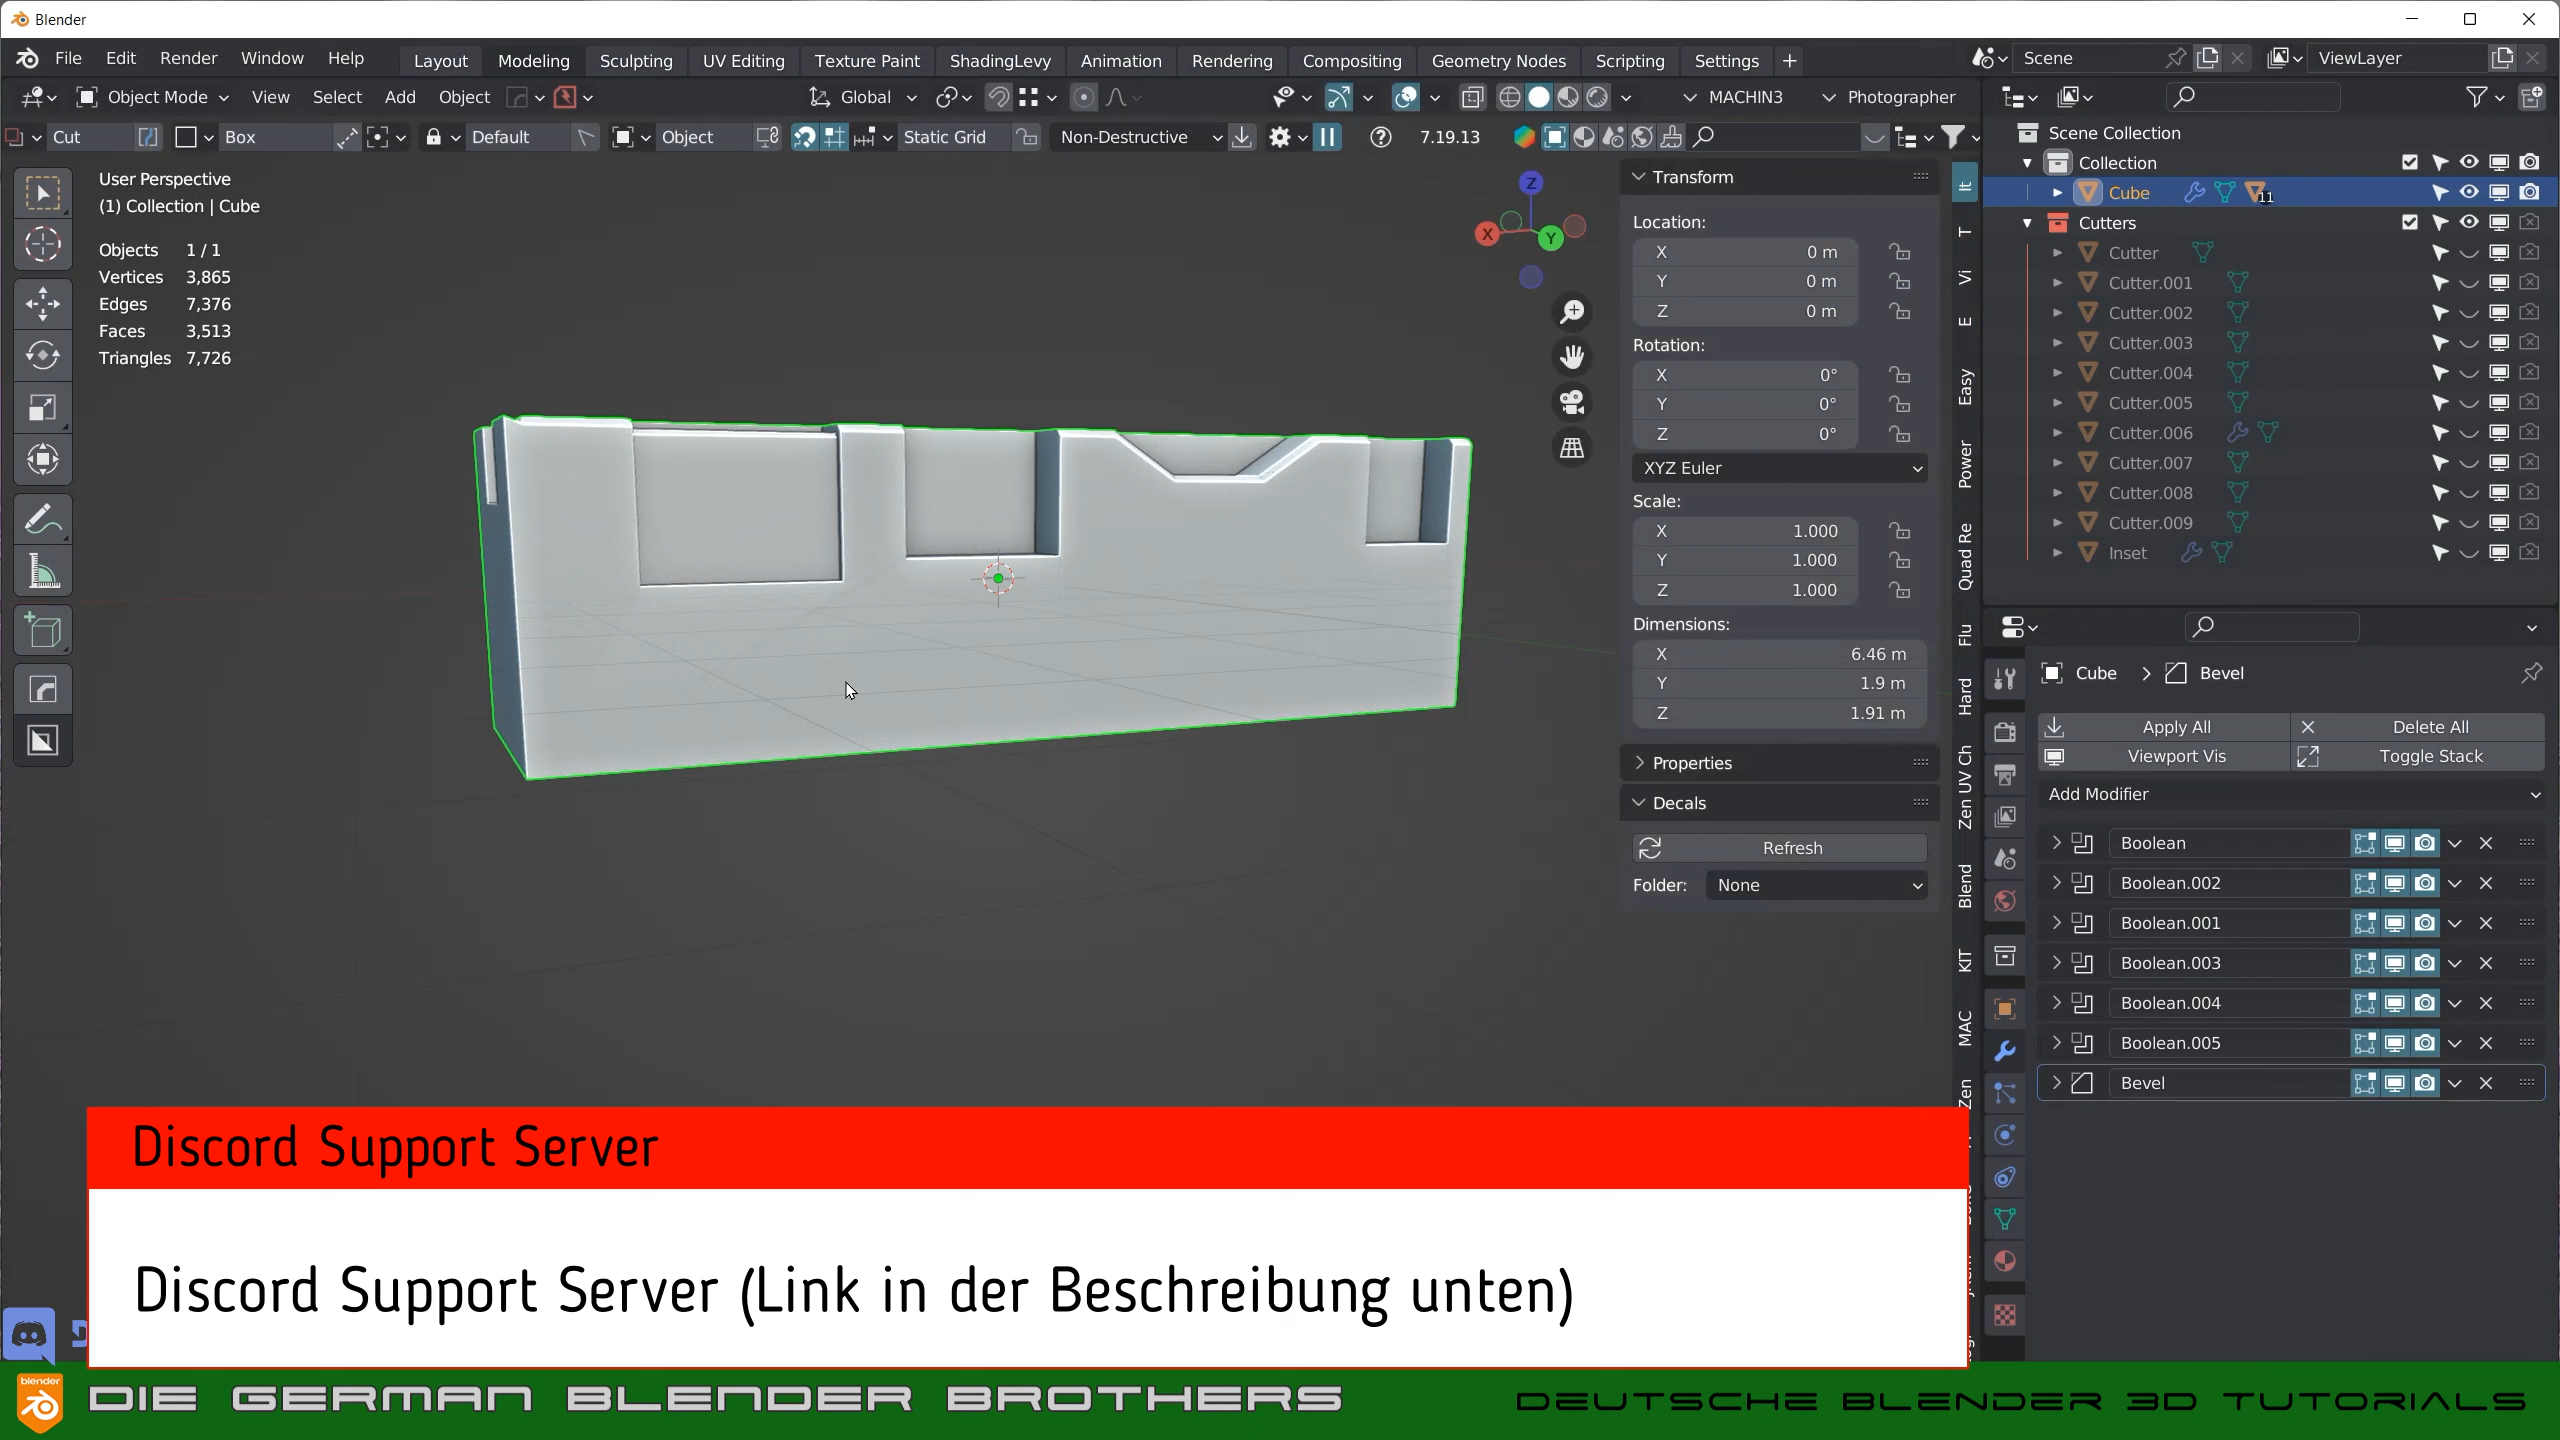 Blender
File Edit Render Window Help Layout Modeling Sculpting UV Editing Texture Paint ShadingLevy Animation Rendering Compositing Geometry Nodes Scripting Settings + Scene ViewLayer
Object Mode View Select Add Object Global MACHIN3 Photographer
Cut Box Default Object Static Grid Non-Destructive 7.19.13
User Perspective
(1) Collection | Cube
Objects 1 / 1
Vertices 3,865
Edges 7,376
Faces 3,513
Triangles 7,726
Z
X
Y
Transform
Location:
X 0 m
Y 0 m
Z 0 m
Rotation:
X 0°
Y 0°
Z 0°
XYZ Euler
Scale:
X 1.000
Y 1.000
Z 1.000
Dimensions:
X 6.46 m
Y 1.9 m
Z 1.91 m
Properties
Decals
Refresh
Folder: None
It
T
Vi
E
Easy
Power
Quad Re
Flu
Hard
Zen UV Ch
Blend
KIT
MAC
Zen
Scene Collection
Collection
Cube 11
Cutters
Cutter
Cutter.001
Cutter.002
Cutter.003
Cutter.004
Cutter.005
Cutter.006
Cutter.007
Cutter.008
Cutter.009
Inset
Cube > Bevel
Apply All Delete All
Viewport Vis Toggle Stack
Add Modifier
Boolean
Boolean.002
Boolean.001
Boolean.003
Boolean.004
Boolean.005
Bevel
Discord Support Server
Discord Support Server (Link in der Beschreibung unten)
blender
DIE GERMAN BLENDER BROTHERS
DEUTSCHE BLENDER 3D TUTORIALS